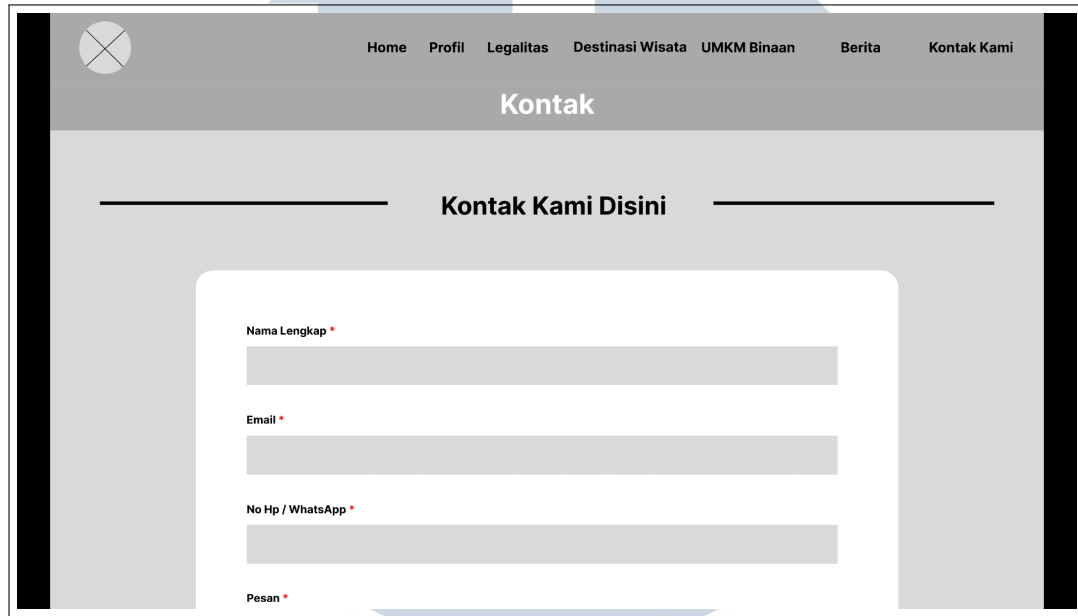 Home Profil Legalitas Destinasi Wisata UMKM Binaan Berita Kontak Kami
Kontak
Kontak Kami Disini
Nama Lengkap *
Email *
No Hp / WhatsApp *
Pesan *